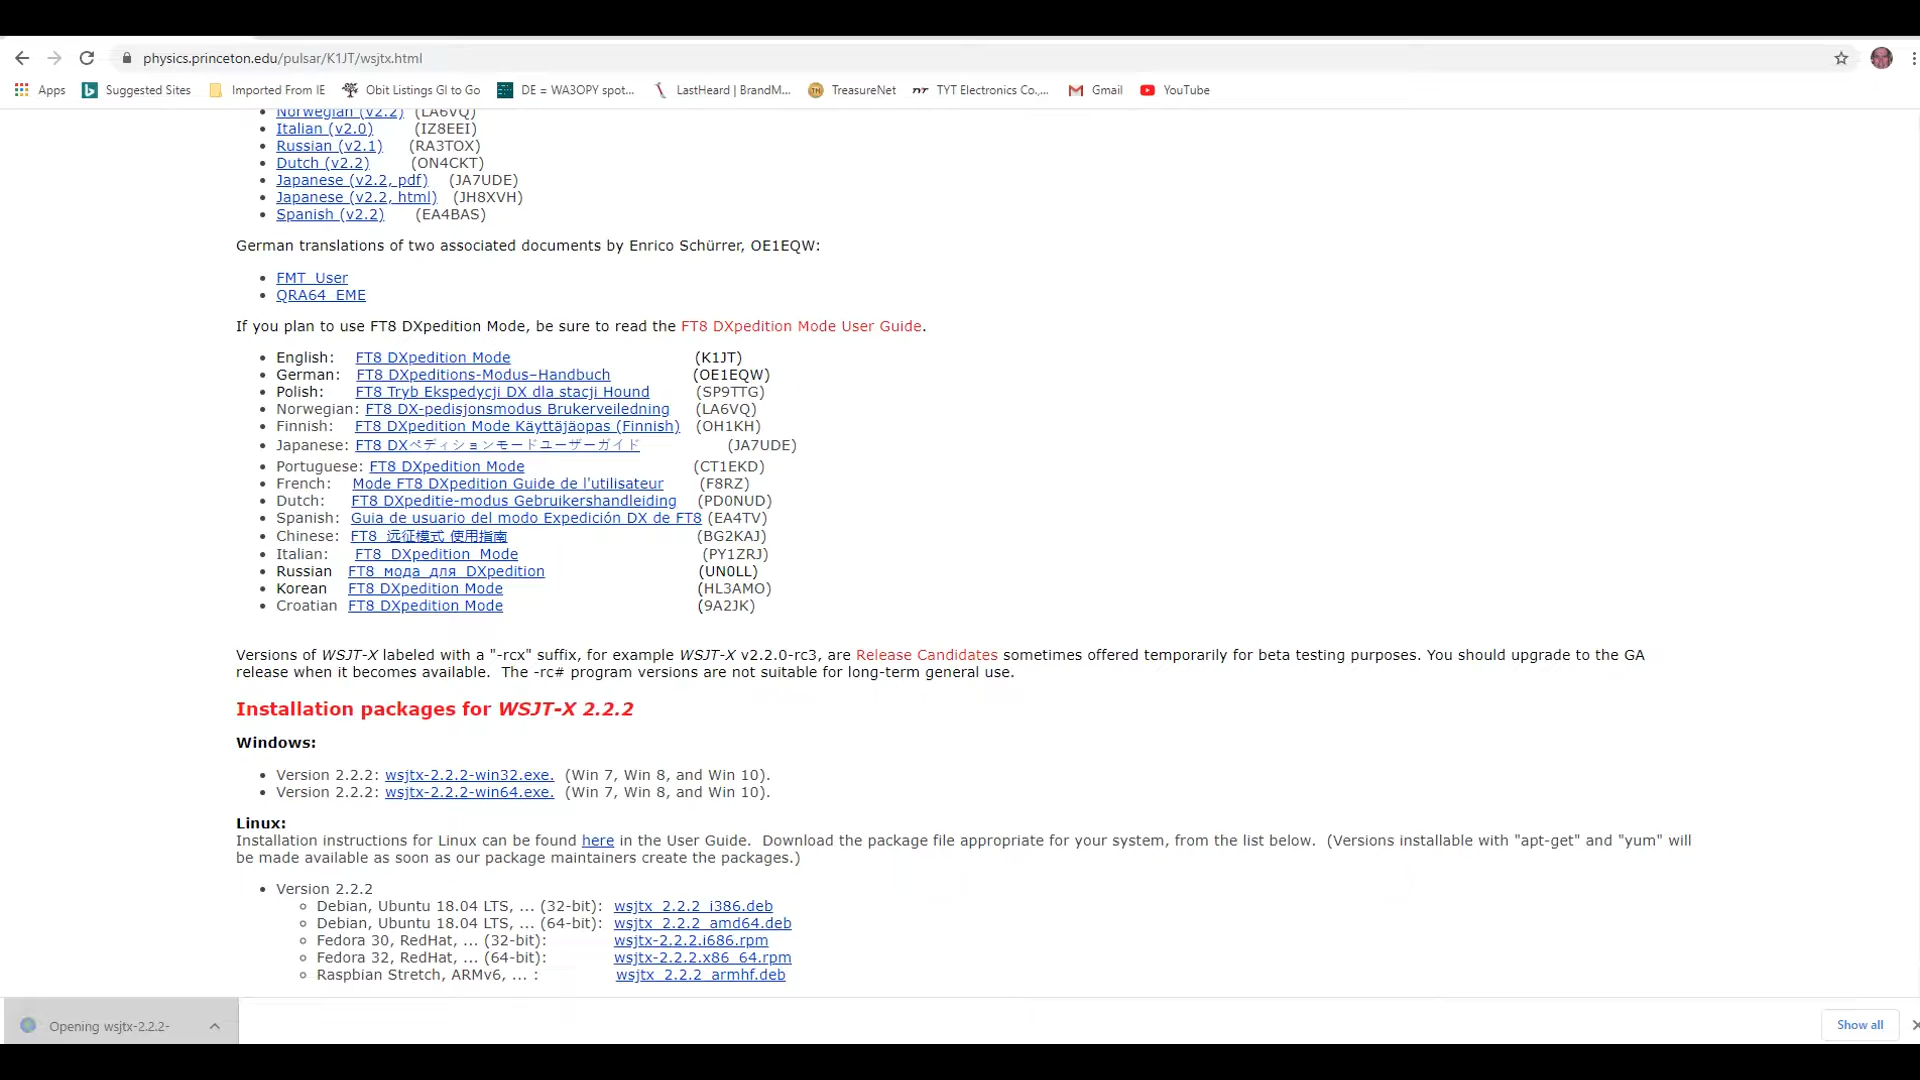 physics.princeton.edu/pulsar/K1JT/wsjtx.html
Apps Suggested Sites Imported From IE Obit Listings GI to Go DE = WA3OPY spot... LastHeard | BrandM... TreasureNet TYT Electronics Co.,... Gmail YouTube
Norwegian (v2.2) (LA6VQ)
Italian (v2.0) (IZ8EEI)
Russian (v2.1) (RA3TOX)
Dutch (v2.2) (ON4CKT)
Japanese (v2.2, pdf) (JA7UDE)
Japanese (v2.2, html) (JH8XVH)
Spanish (v2.2) (EA4BAS)
German translations of two associated documents by Enrico Schürrer, OE1EQW:
FMT_User
QRA64_EME
If you plan to use FT8 DXpedition Mode, be sure to read the FT8 DXpedition Mode User Guide.
English: FT8 DXpedition Mode (K1JT)
German: FT8 DXpeditions-Modus–Handbuch (OE1EQW)
Polish: FT8 Tryb Ekspedycji DX dla stacji Hound (SP9TTG)
Norwegian: FT8 DX-pedisjonsmodus Brukerveiledning (LA6VQ)
Finnish: FT8 DXpedition Mode Käyttäjäopas (Finnish) (OH1KH)
Japanese: FT8 DXペディションモードユーザーガイド (JA7UDE)
Portuguese: FT8 DXpedition Mode (CT1EKD)
French: Mode FT8 DXpedition Guide de l'utilisateur (F8RZ)
Dutch: FT8 DXpeditie-modus Gebruikershandleiding (PD0NUD)
Spanish: Guia de usuario del modo Expedición DX de FT8 (EA4TV)
Chinese: FT8_远征模式 使用指南 (BG2KAJ)
Italian: FT8_DXpedition_Mode (PY1ZRJ)
Russian FT8_мода_для_DXpedition (UN0LL)
Korean FT8 DXpedition Mode (HL3AMO)
Croatian FT8 DXpedition Mode (9A2JK)
Versions of WSJT-X labeled with a "-rcx" suffix, for example WSJT-X v2.2.0-rc3, are Release Candidates sometimes offered temporarily for beta testing purposes. You should upgrade to the GA
release when it becomes available. The -rc# program versions are not suitable for long-term general use.
Installation packages for WSJT-X 2.2.2
Windows:
Version 2.2.2: wsjtx-2.2.2-win32.exe. (Win 7, Win 8, and Win 10).
Version 2.2.2: wsjtx-2.2.2-win64.exe. (Win 7, Win 8, and Win 10).
Linux:
Installation instructions for Linux can be found here in the User Guide. Download the package file appropriate for your system, from the list below. (Versions installable with "apt-get" and "yum" will
be made available as soon as our package maintainers create the packages.)
Version 2.2.2
Debian, Ubuntu 18.04 LTS, ... (32-bit): wsjtx_2.2.2_i386.deb
Debian, Ubuntu 18.04 LTS, ... (64-bit): wsjtx_2.2.2_amd64.deb
Fedora 30, RedHat, ... (32-bit): wsjtx-2.2.2.i686.rpm
Fedora 32, RedHat, ... (64-bit): wsjtx-2.2.2.x86_64.rpm
Raspbian Stretch, ARMv6, ... : wsjtx_2.2.2_armhf.deb
Opening wsjtx-2.2.2- Show all